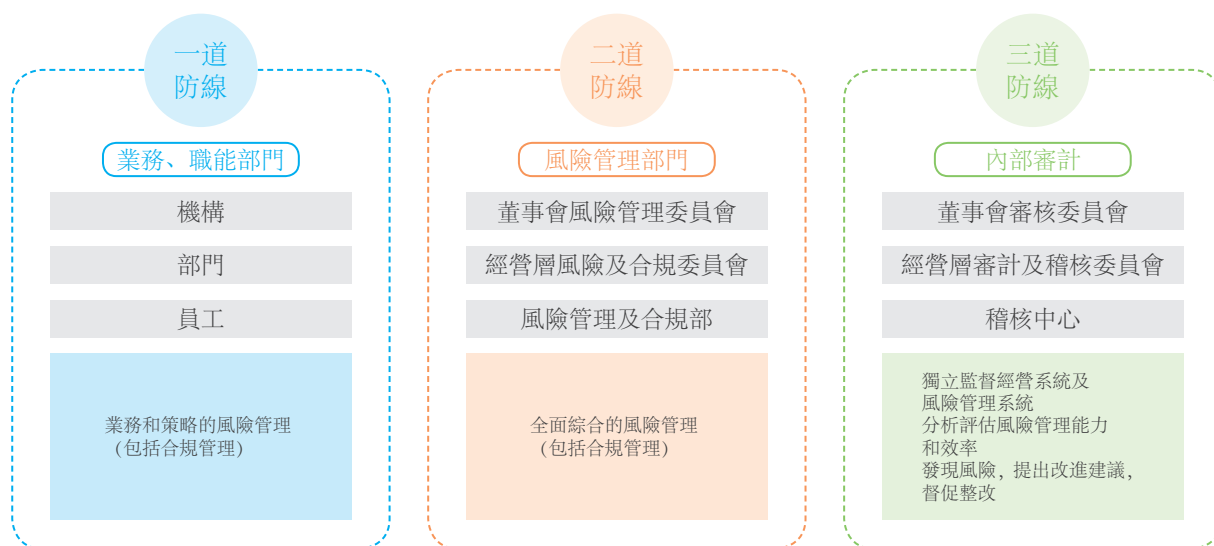 一道
防線
業務、職能部門
機構
部門
員工
業務和策略的風險管理
(包括合規管理)
二道
防線
風險管理部門
董事會風險管理委員會
經營層風險及合規委員會
風險管理及合規部
全面綜合的風險管理
(包括合規管理)
三道
防線
內部審計
董事會審核委員會
經營層審計及稽核委員會
稽核中心
獨立監督經營系統及
風險管理系統
分析評估風險管理能力
和效率
發現風險, 提出改進建議,
督促整改